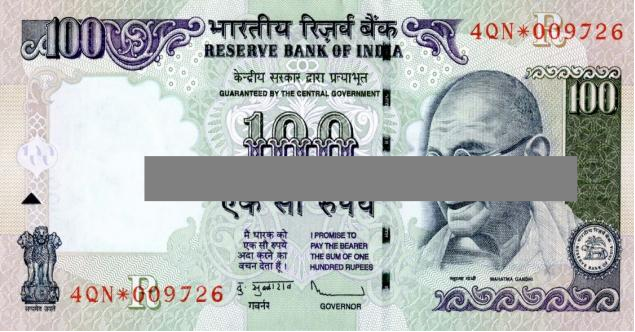 100 भारतीय रिज़र्व बैंक 4QN*009726
RESERVE BANK OF INDIA
केन्द्रीय सरकार द्वारा प्रत्याभूत
GUARANTEED BY THE CENTRAL GOVERNMENT
100
100
एक सौ रुपये
मैं धारक को
एक सौ रुपये
अदा करने का
वचन देता हूँ।
I PROMISE TO
PAY THE BEARER
THE SUM OF ONE
HUNDRED RUPEES
महात्मा गांधी MAHATMA GANDHI
सत्यमेव जयते
R
4QN*009726
गवर्नर GOVERNOR